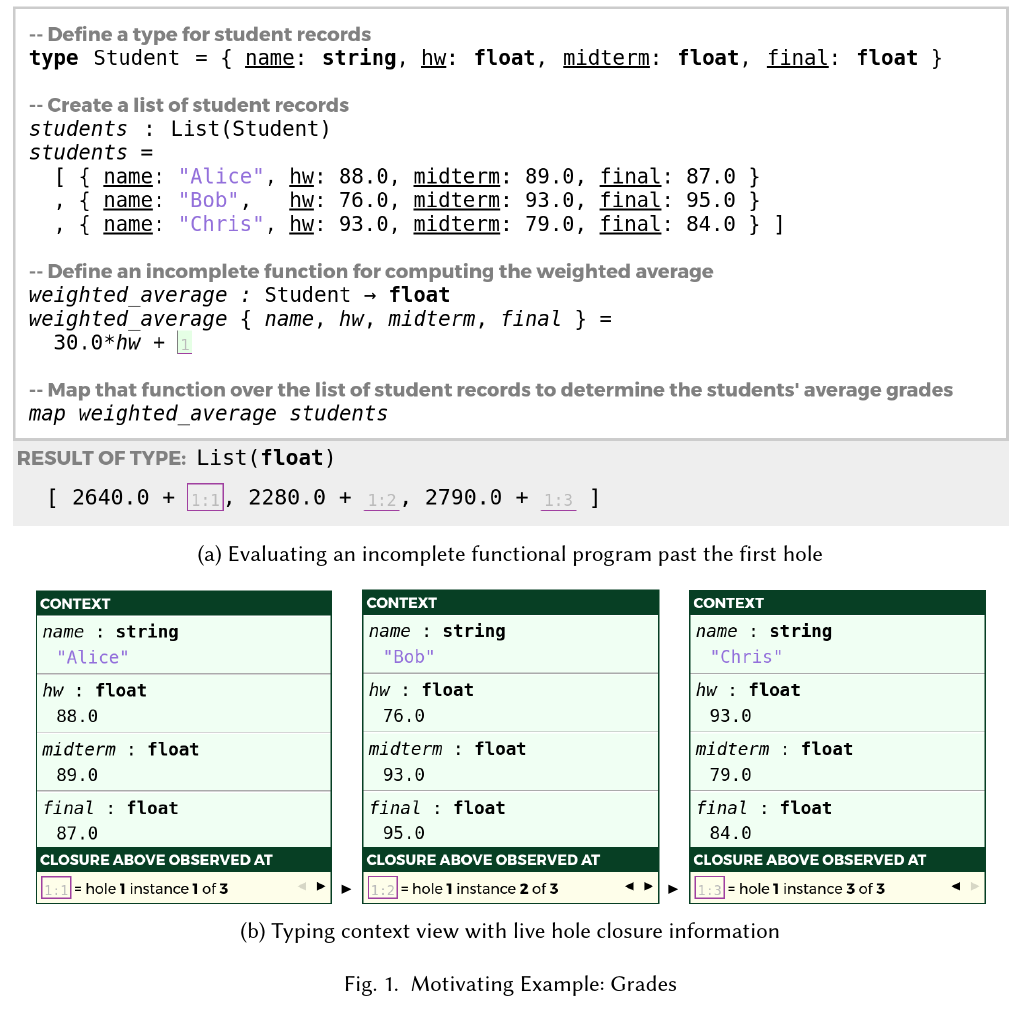 -- Define a type for student records
type Student = { name: string, hw: float, midterm: float, final: float }
-- Create a list of student records
students : List(Student)
students =
[ { name: "Alice", hw: 88.0, midterm: 89.0, final: 87.0 }
, { name: "Bob", hw: 76.0, midterm: 93.0, final: 95.0 }
, { name: "Chris", hw: 93.0, midterm: 79.0, final: 84.0 } ]
-- Define an incomplete function for computing the weighted average
weighted_average : Student → float
weighted_average { name, hw, midterm, final } =
30.0*hw + 1
-- Map that function over the list of student records to determine the students' average grades
map weighted_average students
RESULT OF TYPE: List(float)
[ 2640.0 + 1:1, 2280.0 + 1:2, 2790.0 + 1:3 ]
(a) Evaluating an incomplete functional program past the first hole
CONTEXT
name : string
"Alice"
hw : float
88.0
midterm : float
89.0
final : float
87.0
CLOSURE ABOVE OBSERVED AT
1:1 = hole 1 instance 1 of 3
CONTEXT
name : string
"Bob"
hw : float
76.0
midterm : float
93.0
final : float
95.0
CLOSURE ABOVE OBSERVED AT
1:2 = hole 1 instance 2 of 3
CONTEXT
name : string
"Chris"
hw : float
93.0
midterm : float
79.0
final : float
84.0
CLOSURE ABOVE OBSERVED AT
1:3 = hole 1 instance 3 of 3
(b) Typing context view with live hole closure information
Fig. 1. Motivating Example: Grades